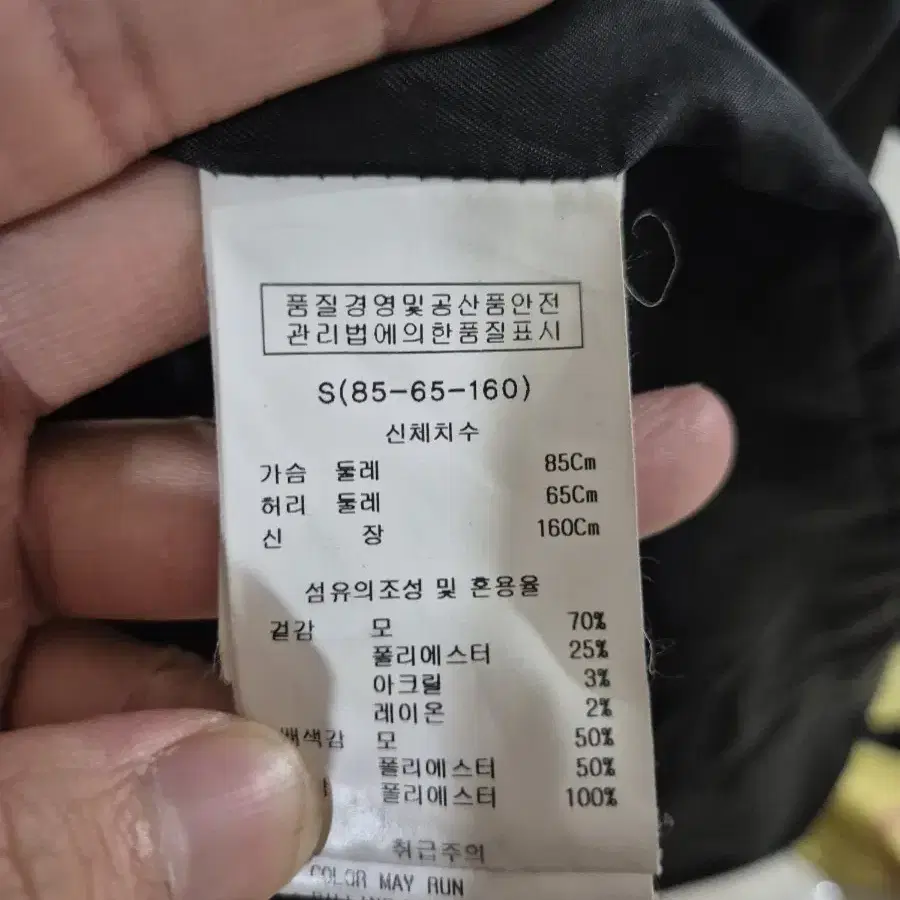 품질경영및공산품안전
관리법에의한품질표시
S(85-65-160)
신체치수
가슴 둘레 85Cm
허리 둘레 65Cm
신 장 160Cm
섬유의조성 및 혼용율
겉감 모 70%
폴리에스터 25%
아크릴 3%
레이온 2%
배색감 모 50%
폴리에스터 50%
폴리에스터 100%
취급주의
COLOR MAY RUN